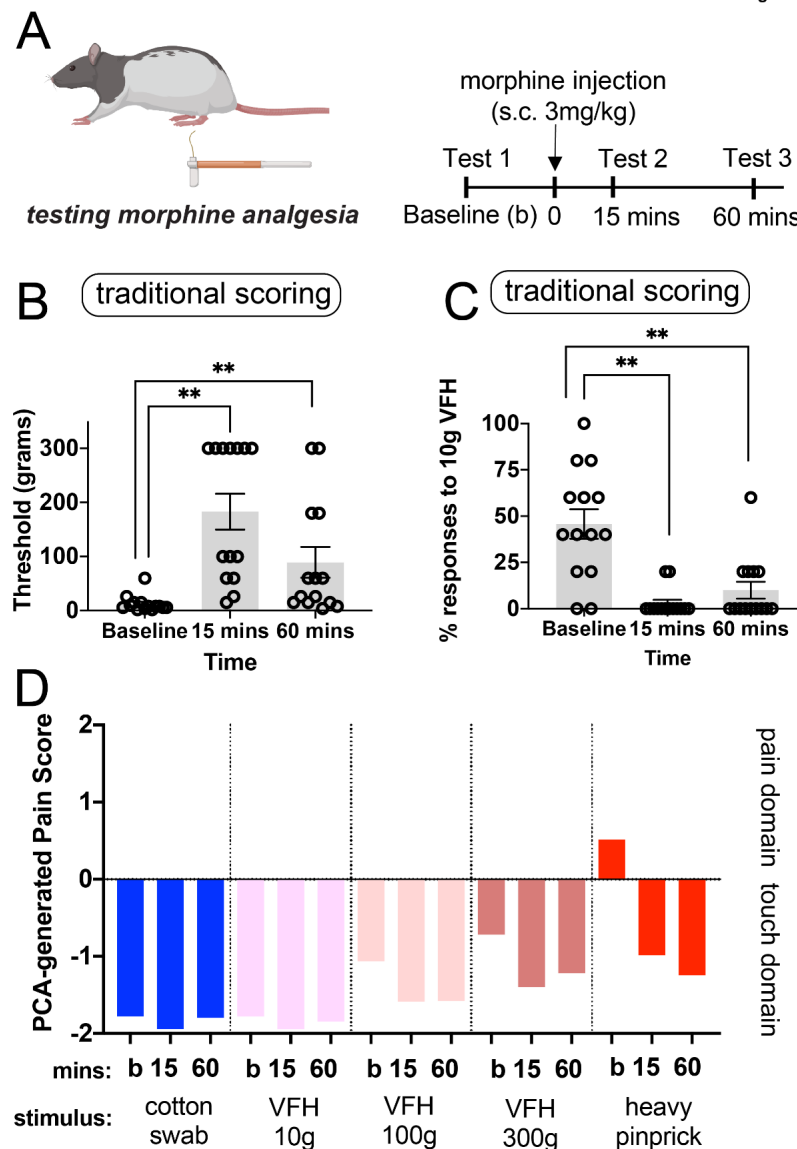 A
testing morphine analgesia
morphine injection
(s.c. 3mg/kg)
Test 1
Test 2
Test 3
Baseline (b)
0
15 mins
60 mins
B
traditional scoring
**
**
Threshold (grams)
300
200
100
0
Baseline
15 mins
60 mins
Time
C
traditional scoring
**
**
% responses to 10g VFH
100
75
50
25
0
Baseline
15 mins
60 mins
Time
D
PCA-generated Pain Score
2
1
0
-1
-2
pain domain
touch domain
mins: b 15 60 b 15 60 b 15 60 b 15 60 b 15 60
stimulus:
cotton
swab
VFH
10g
VFH
100g
VFH
300g
heavy
pinprick